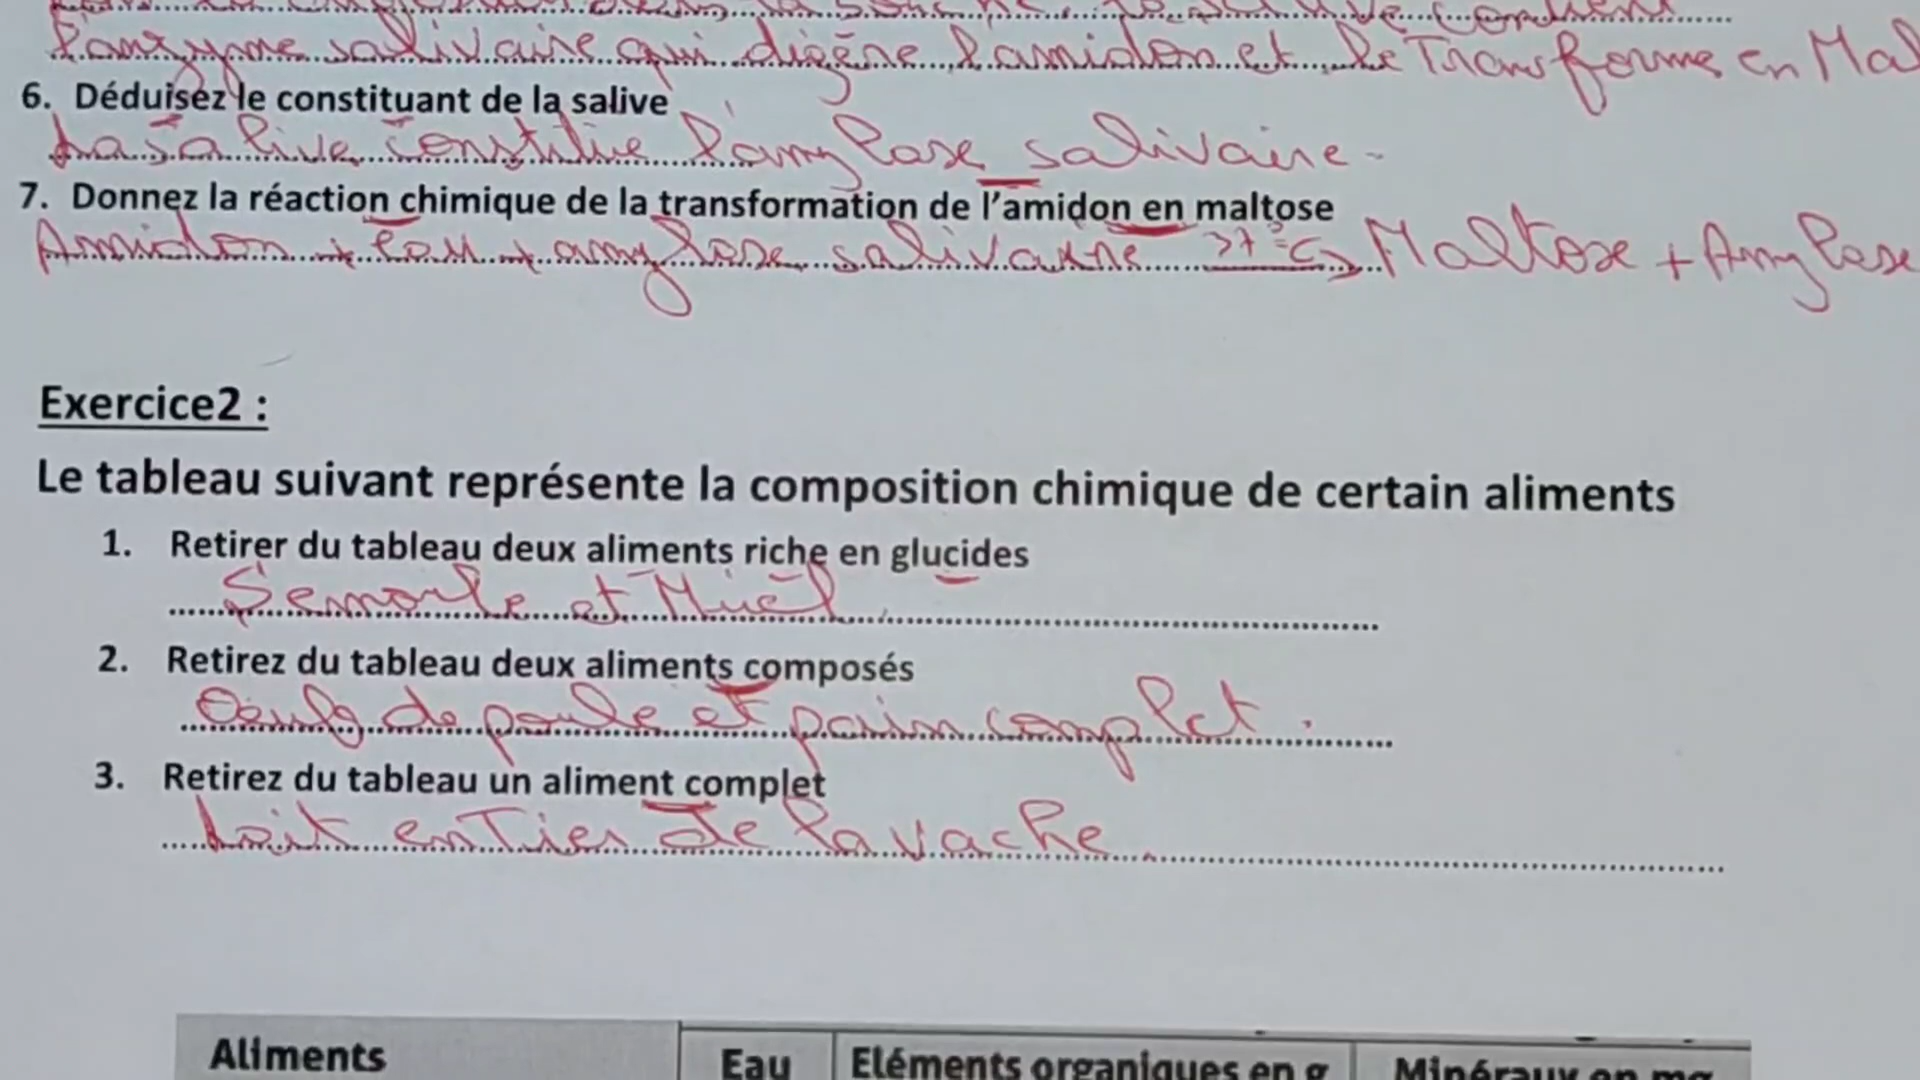 l'enzyme salivaire qui digère l'amidon et le Transforme en Mal
6. Déduisez le constituant de la salive
La salive constitue l'amylase salivaire -
7. Donnez la réaction chimique de la transformation de l'amidon en maltose
Amidon + eau + amylase salivaire 37°C Maltose + Amylase
Exercice2 :
Le tableau suivant représente la composition chimique de certain aliments
1. Retirer du tableau deux aliments riche en glucides
Semoule et Miel
2. Retirez du tableau deux aliments composés
Oeufs de poule et pain complet.
3. Retirez du tableau un aliment complet
Lait entier de la vache
Aliments Eau Eléments organiques en g Minéraux en mg